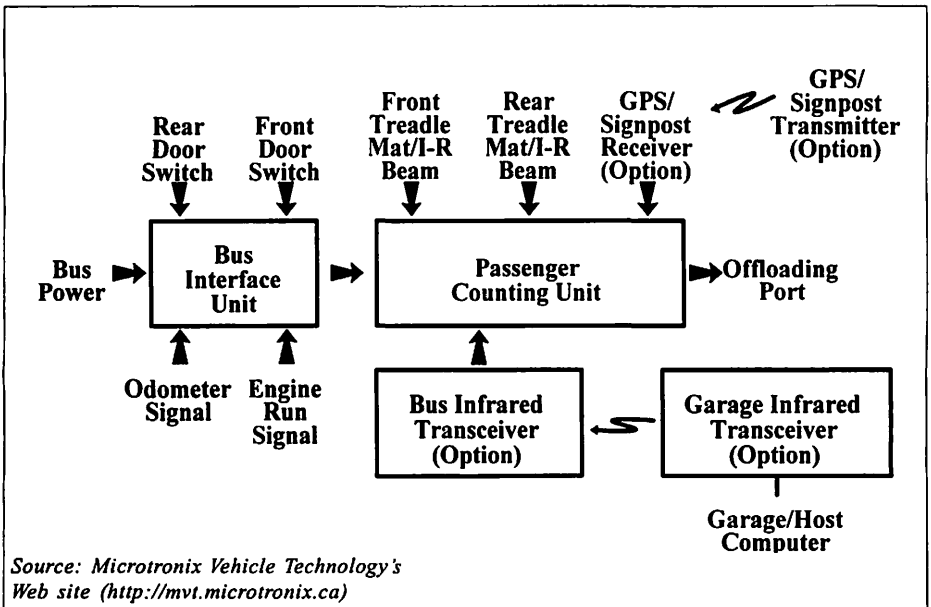 Rear
Door
Switch
Front
Door
Switch
Front
Treadle
Mat/I-R
Beam
Rear
Treadle
Mat/I-R
Beam
GPS/
Signpost
Receiver
(Option)
GPS/
Signpost
Transmitter
(Option)
Bus
Power
Bus
Interface
Unit
Passenger
Counting Unit
Offloading
Port
Odometer
Signal
Engine
Run
Signal
Bus Infrared
Transceiver
(Option)
Garage Infrared
Transceiver
(Option)
Garage/Host
Computer
Source: Microtronix Vehicle Technology's
Web site (http://mvt.microtronix.ca)